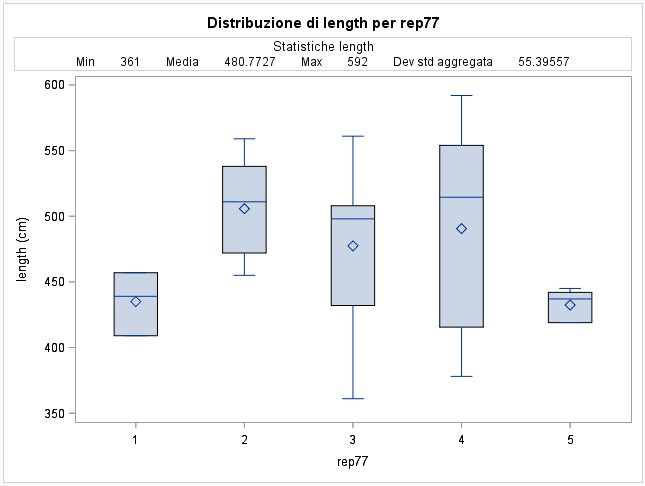 Distribuzione di length per rep77
Statistiche length
Min 361 Media 480.7727 Max 592 Dev std aggregata 55.39557
600
550
500
450
400
350
length (cm)
1 2 3 4 5
rep77